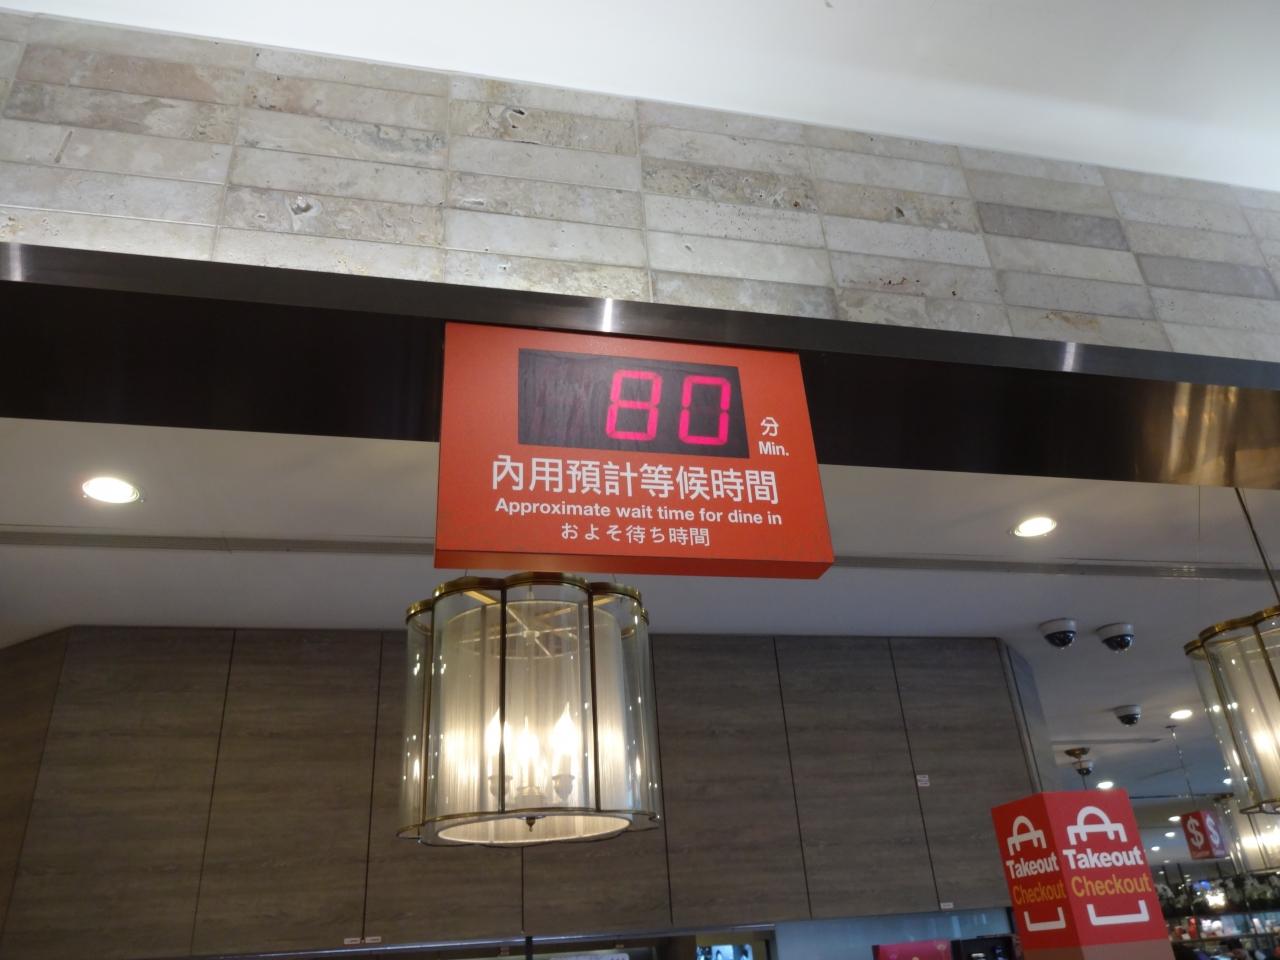 80
分
Min.
內用預計等候時間
Approximate wait time for dine in
およそ待ち時間
Takeout
Checkout
Takeout
Checkout
$ $